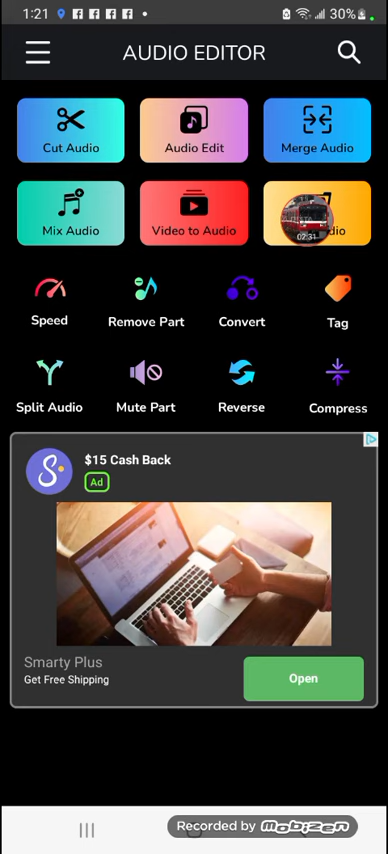 1:21
30%
AUDIO EDITOR
Cut Audio
Audio Edit
Merge Audio
Mix Audio
Video to Audio
02:31
Speed
Remove Part
Convert
Tag
Split Audio
Mute Part
Reverse
Compress
$15 Cash Back
Ad
Smarty Plus
Get Free Shipping
Open
Recorded by MOBIZEN